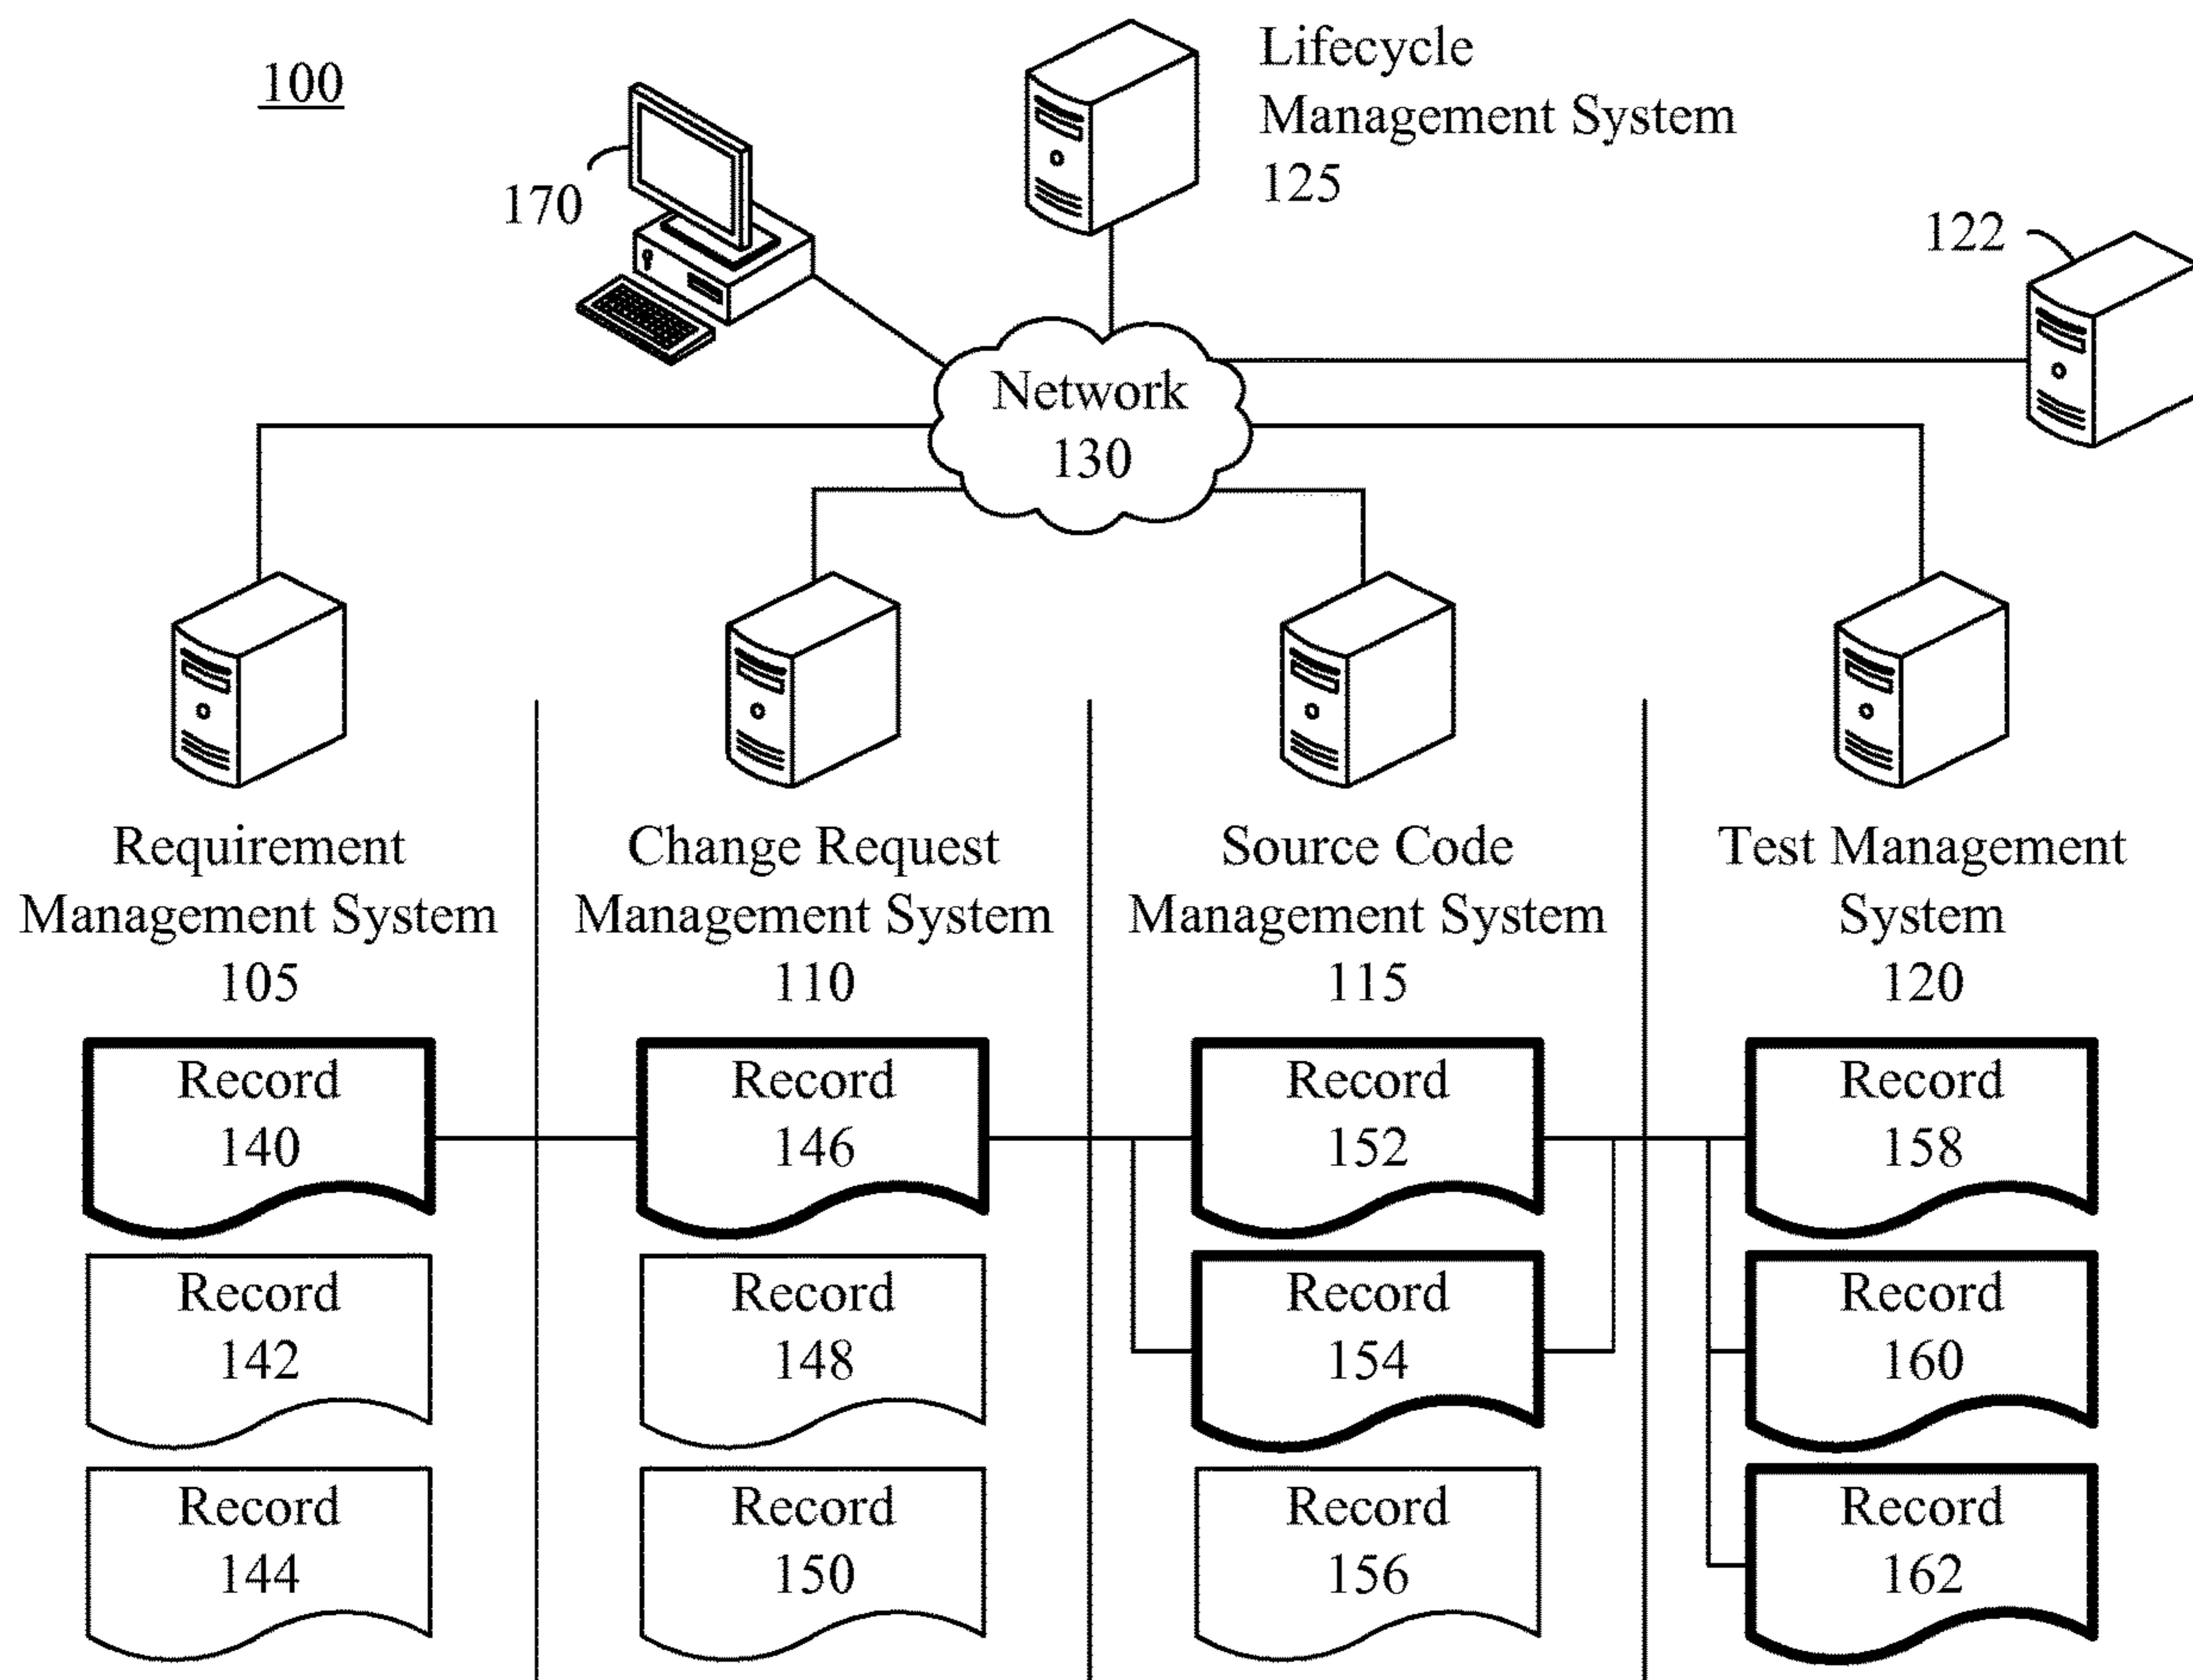 100
Lifecycle
Management System
125
170
122
Network
130
Requirement
Management System
105
Change Request
Management System
110
Source Code
Management System
115
Test Management
System
120
Record
140
Record
146
Record
152
Record
158
Record
142
Record
148
Record
154
Record
160
Record
144
Record
150
Record
156
Record
162